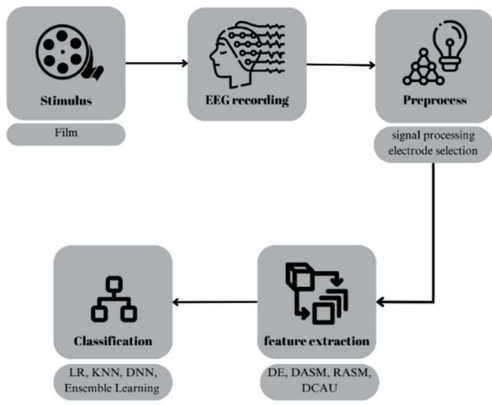 Stimulus
Film
EEG recording
Preprocess
signal processing
electrode selection
feature extraction
DE, DASM, RASM,
DCAU
Classification
LR, KNN, DNN,
Ensemble Learning